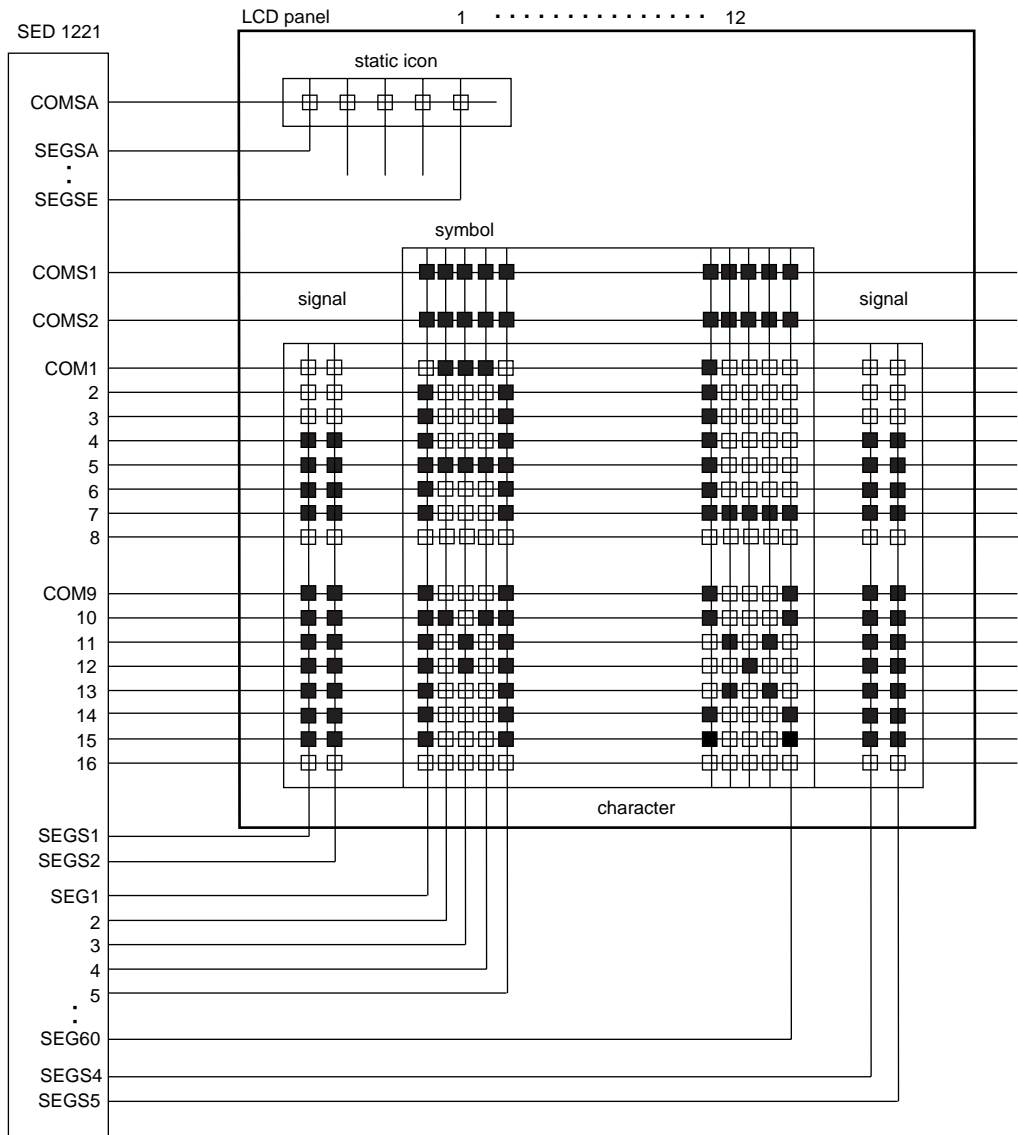 LCD panel 1 ............... 12
SED 1221
static icon
COMSA
SEGSA
:
SEGSE
symbol
COMS1
signal signal
COMS2
COM1
2
3
4
5
6
7
8
COM9
10
11
12
13
14
15
16
character
SEGS1
SEGS2
SEG1
2
3
4
5
:
SEG60
SEGS4
SEGS5